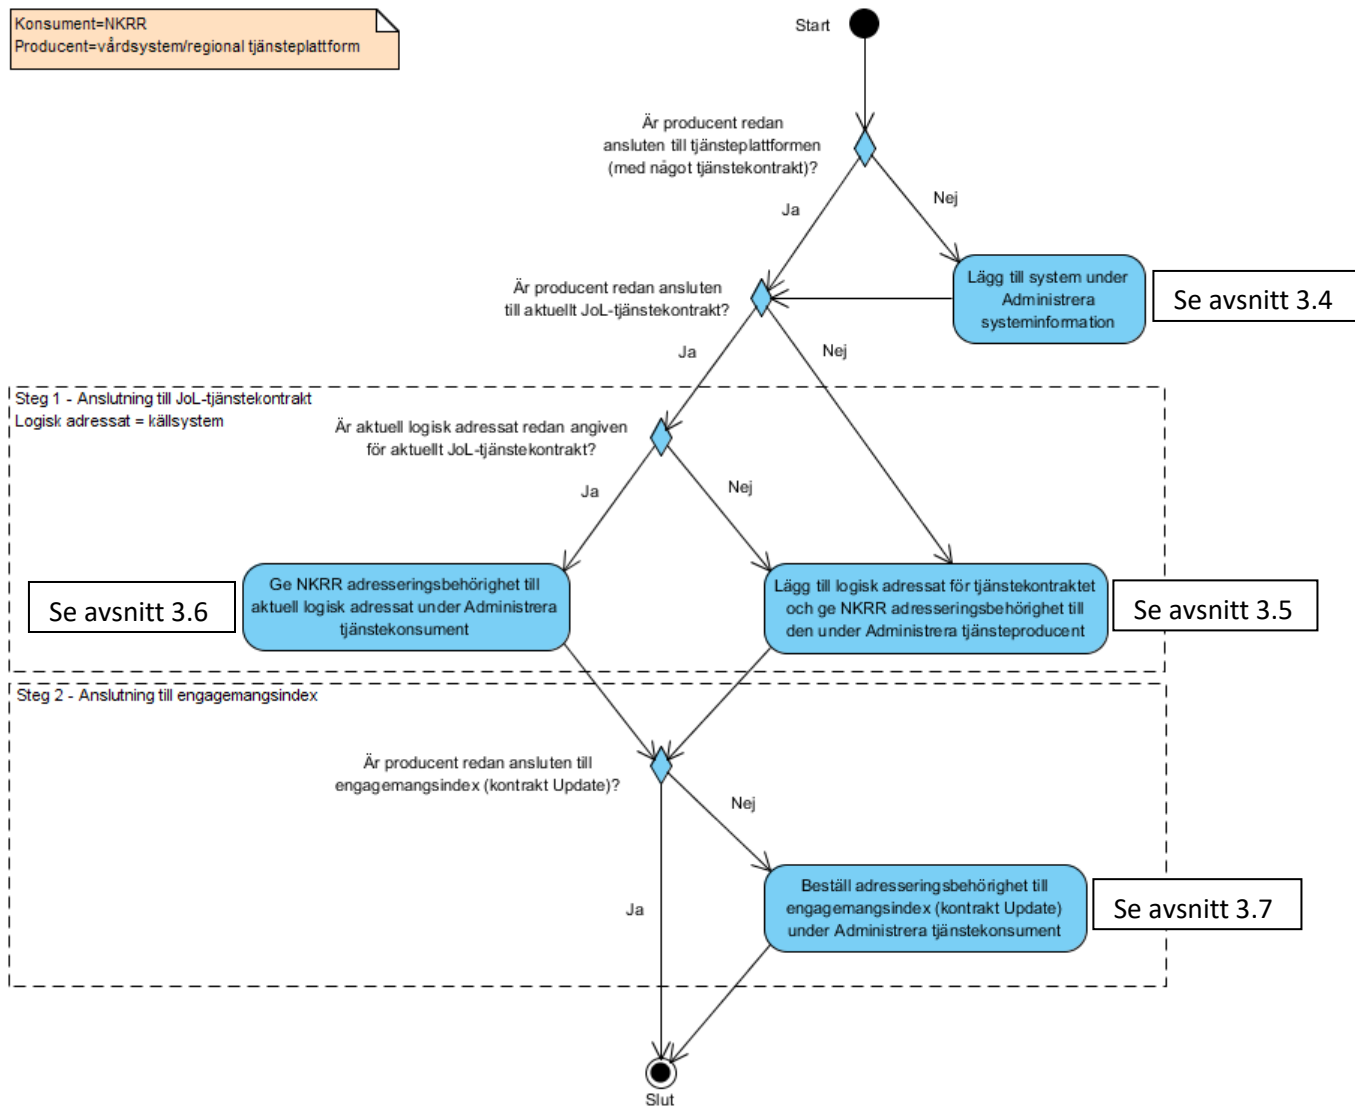 Konsument=NKRR
Producent=vårdsystem/regional tjänsteplattform
Start
Är producent redan
ansluten till tjänsteplattformen
(med något tjänstekontrakt)?
Ja
Nej
Lägg till system under
Administrera
systeminformation
Se avsnitt 3.4
Är producent redan ansluten
till aktuellt JoL-tjänstekontrakt?
Ja
Nej
Steg 1 - Anslutning till JoL-tjänstekontrakt
Logisk adressat = källsystem
Är aktuell logisk adressat redan angiven
för aktuellt JoL-tjänstekontrakt?
Ja
Nej
Se avsnitt 3.6
Ge NKRR adresseringsbehörighet till
aktuell logisk adressat under Administrera
tjänstekonsument
Lägg till logisk adressat för tjänstekontraktet
och ge NKRR adresseringsbehörighet till
den under Administrera tjänsteproducent
Se avsnitt 3.5
Steg 2 - Anslutning till engagemangsindex
Är producent redan ansluten till
engagemangsindex (kontrakt Update)?
Nej
Ja
Beställ adresseringsbehörighet till
engagemangsindex (kontrakt Update)
under Administrera tjänstekonsument
Se avsnitt 3.7
Slut